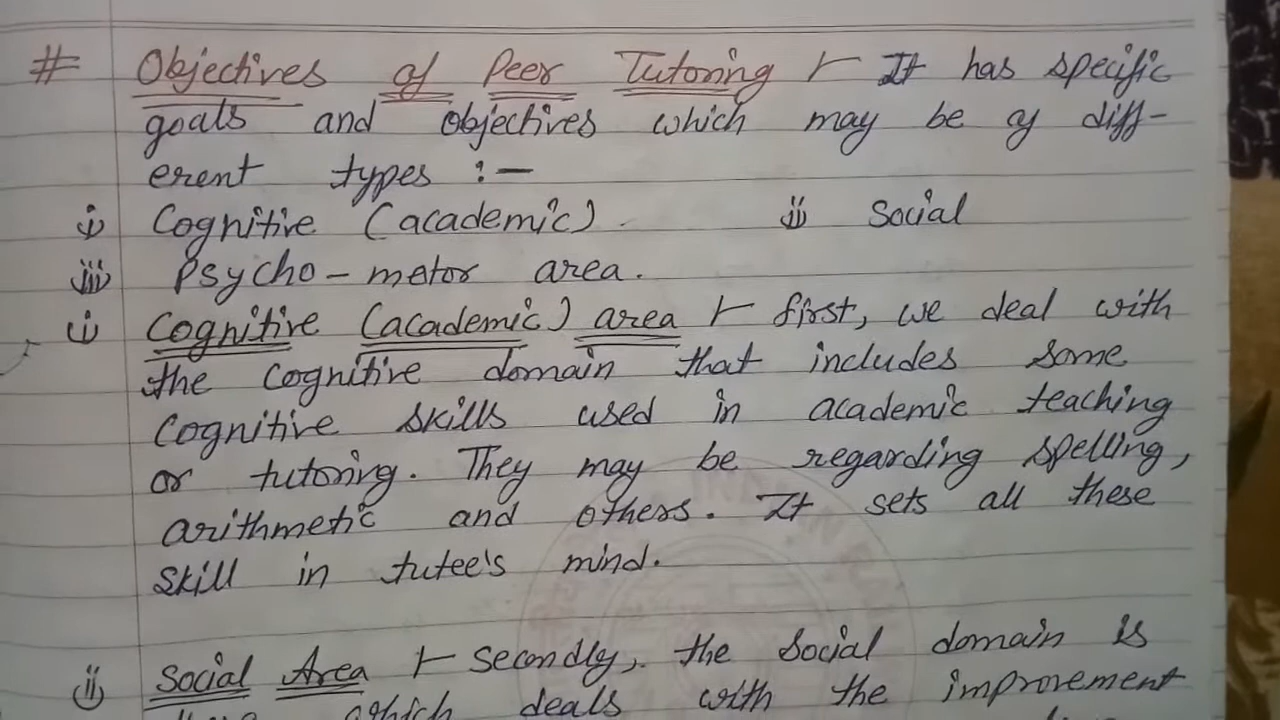 # Objectives of Peer Tutoring :- It has specific
goals and objectives which may be of diff-
erent types :-
i) Cognitive (academic). ii) Social
iii) Psycho-metor area.
i) Cognitive (academic) area :- first, we deal with
the cognitive domain that includes some
cognitive skills used in academic teaching
or tutoring. They may be regarding spelling,
arithmetic and others. It sets all these
skill in tutee's mind.
ii) Social Area :- Secondly, the social domain is
which deals with the improvement